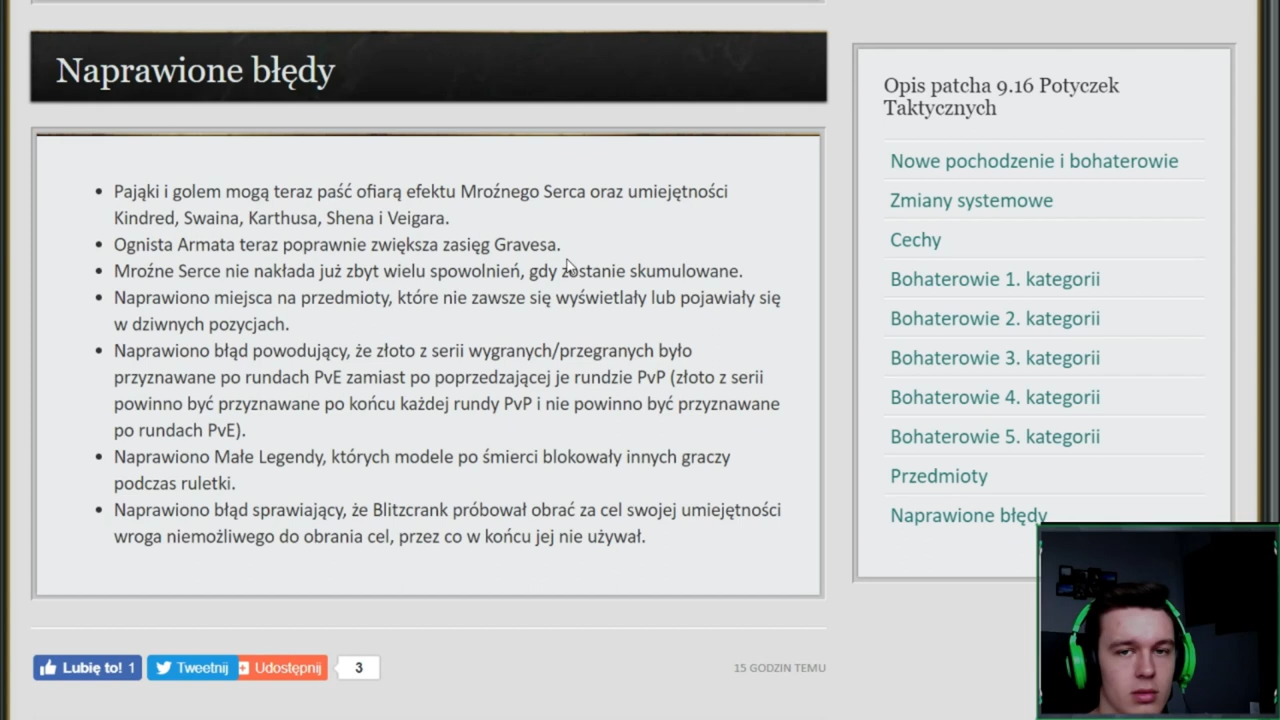 Naprawione błędy
• Pająki i golem mogą teraz paść ofiarą efektu Mroźnego Serca oraz umiejętności
Kindred, Swaina, Karthusa, Shena i Veigara.
• Ognista Armata teraz poprawnie zwiększa zasięg Gravesa.
• Mroźne Serce nie nakłada już zbyt wielu spowolnień, gdy zostanie skumulowane.
• Naprawiono miejsca na przedmioty, które nie zawsze się wyświetlały lub pojawiały się
w dziwnych pozycjach.
• Naprawiono błąd powodujący, że złoto z serii wygranych/przegranych było
przyznawane po rundach PvE zamiast po poprzedzającej je rundzie PvP (złoto z serii
powinno być przyznawane po końcu każdej rundy PvP i nie powinno być przyznawane
po rundach PvE).
• Naprawiono Małe Legendy, których modele po śmierci blokowały innych graczy
podczas ruletki.
• Naprawiono błąd sprawiający, że Blitzcrank próbował obrać za cel swojej umiejętności
wroga niemożliwego do obrania cel, przez co w końcu jej nie używał.
Lubię to! 1
Tweetnij
Udostępnij
3
15 GODZIN TEMU
Opis patcha 9.16 Potyczek
Taktycznych
Nowe pochodzenie i bohaterowie
Zmiany systemowe
Cechy
Bohaterowie 1. kategorii
Bohaterowie 2. kategorii
Bohaterowie 3. kategorii
Bohaterowie 4. kategorii
Bohaterowie 5. kategorii
Przedmioty
Naprawione błędy